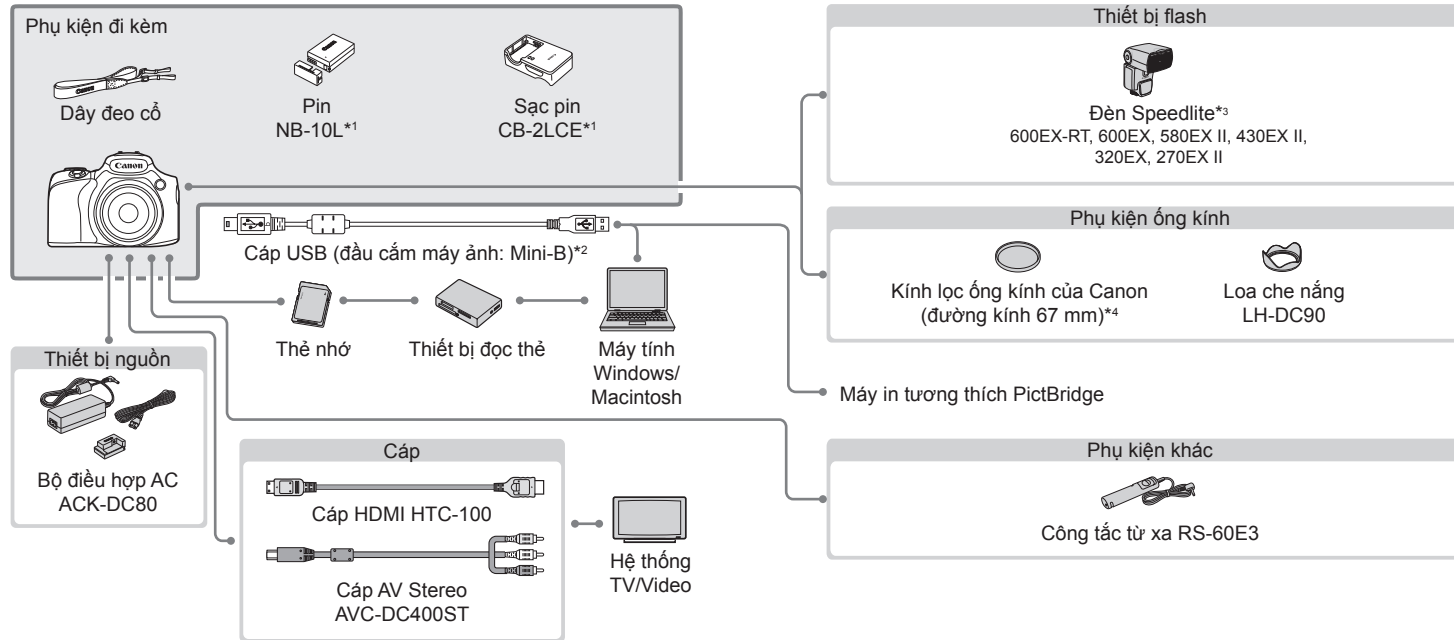 Phụ kiện đi kèm
Canon
Dây đeo cổ
Canon
Pin
NB-10L*1
Sạc pin
CB-2LCE*1
Canon
Cáp USB (đầu cắm máy ảnh: Mini-B)*2
Thẻ nhớ
Thiết bị đọc thẻ
Máy tính
Windows/
Macintosh
Thiết bị nguồn
Bộ điều hợp AC
ACK-DC80
Cáp
Cáp HDMI HTC-100
Cáp AV Stereo
AVC-DC400ST
Hệ thống
TV/Video
Thiết bị flash
Đèn Speedlite*3
600EX-RT, 600EX, 580EX II, 430EX II,
320EX, 270EX II
Phụ kiện ống kính
Kính lọc ống kính của Canon
(đường kính 67 mm)*4
Loa che nắng
LH-DC90
Máy in tương thích PictBridge
Phụ kiện khác
Công tắc từ xa RS-60E3